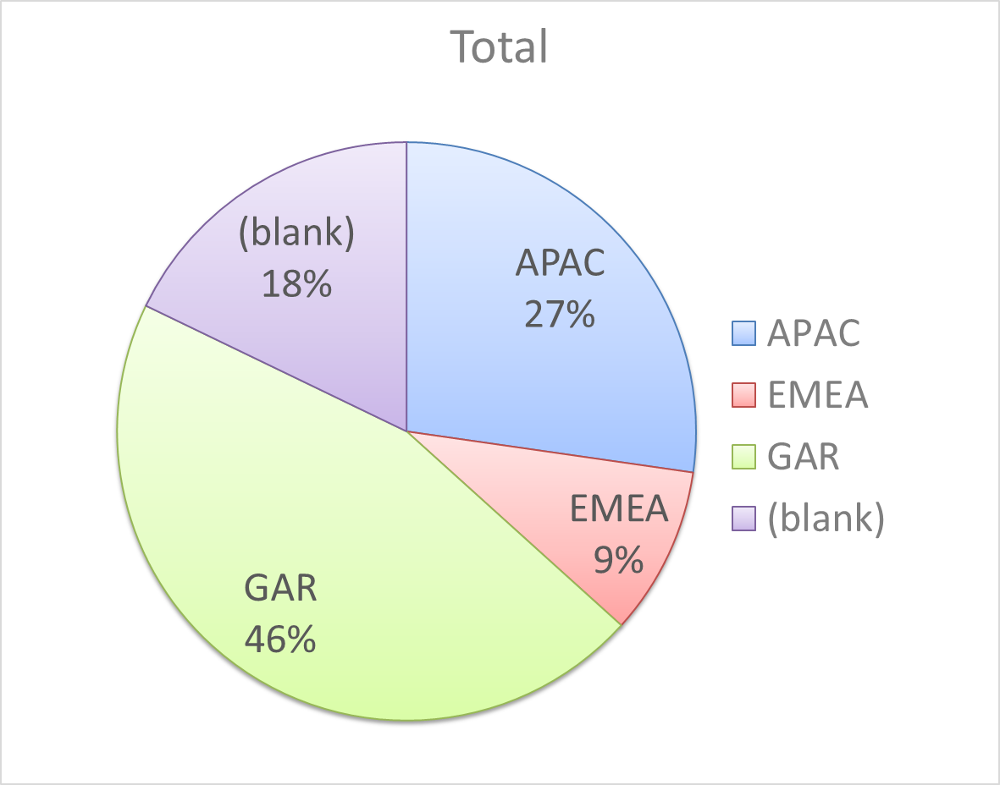 Total
(blank)
18%
APAC
27%
EMEA
9%
GAR
46%
APAC
EMEA
GAR
(blank)